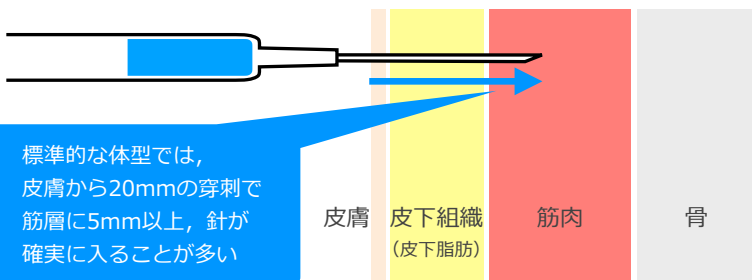 標準的な体型では，
皮膚から20mmの穿刺で
筋層に5mm以上，針が
確実に入ることが多い
皮膚
皮下組織
（皮下脂肪）
筋肉
骨